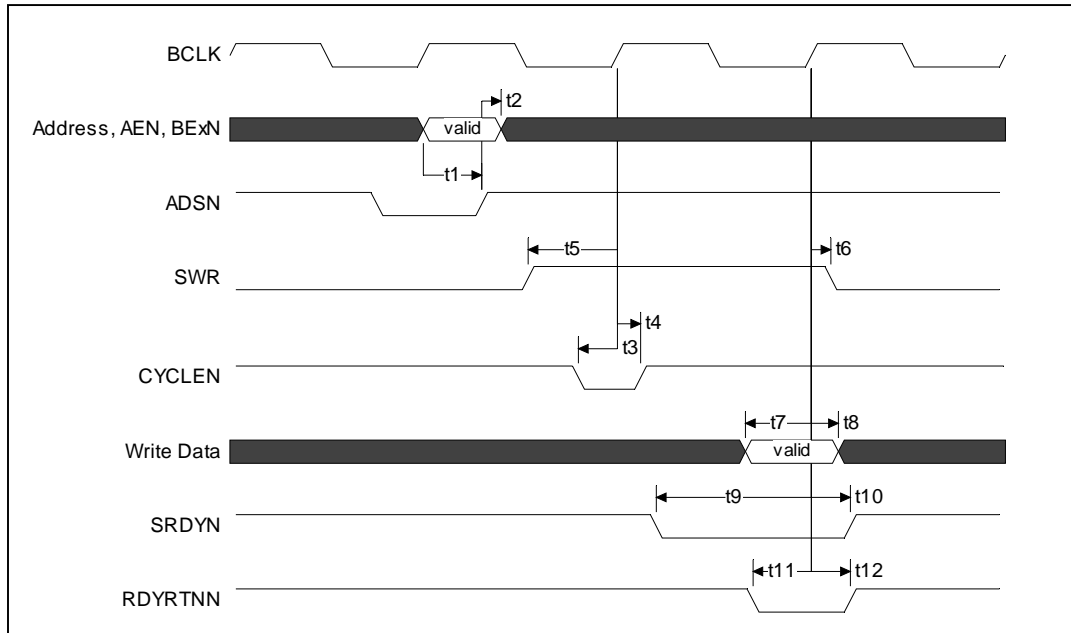 BCLK
t2
Address, AEN, BExN
valid
t1
ADSN
t5
t6
SWR
t4
t3
CYCLEN
t7
t8
Write Data
valid
t9
t10
SRDYN
t11
t12
RDYRTNN